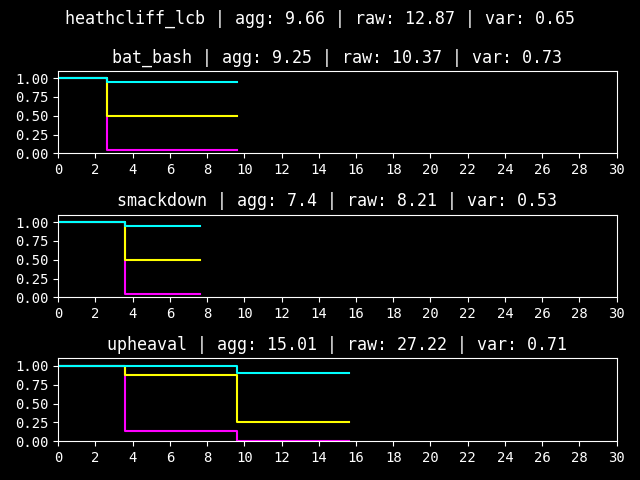 heathcliff_lcb | agg: 9.66 | raw: 12.87 | var: 0.65
bat_bash | agg: 9.25 | raw: 10.37 | var: 0.73
1.00
0.75
0.50
0.25
0.00
0 2 4 6 8 10 12 14 16 18 20 22 24 26 28 30
smackdown | agg: 7.4 | raw: 8.21 | var: 0.53
1.00
0.75
0.50
0.25
0.00
0 2 4 6 8 10 12 14 16 18 20 22 24 26 28 30
upheaval | agg: 15.01 | raw: 27.22 | var: 0.71
1.00
0.75
0.50
0.25
0.00
0 2 4 6 8 10 12 14 16 18 20 22 24 26 28 30